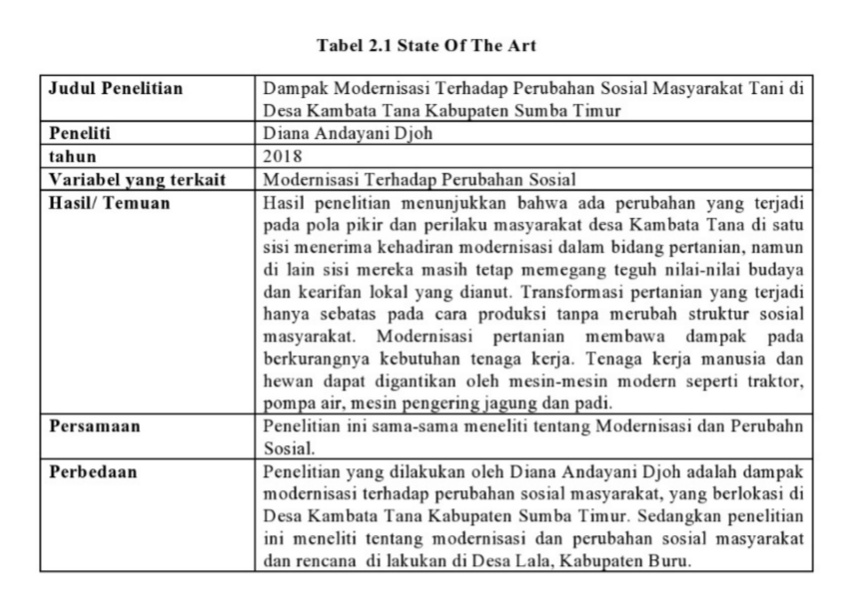 Tabel 2.1 State Of The Art
Judul Penelitian
Dampak Modernisasi Terhadap Perubahan Sosial Masyarakat Tani di
Desa Kambata Tana Kabupaten Sumba Timur
Peneliti
Diana Andayani Djoh
tahun
2018
Variabel yang terkait
Modernisasi Terhadap Perubahan Sosial
Hasil/ Temuan
Hasil penelitian menunjukkan bahwa ada perubahan yang terjadi
pada pola pikir dan perilaku masyarakat desa Kambata Tana di satu
sisi menerima kehadiran modernisasi dalam bidang pertanian, namun
di lain sisi mereka masih tetap memegang teguh nilai-nilai budaya
dan kearifan lokal yang dianut. Transformasi pertanian yang terjadi
hanya sebatas pada cara produksi tanpa merubah struktur sosial
masyarakat. Modernisasi pertanian membawa dampak pada
berkurangnya kebutuhan tenaga kerja. Tenaga kerja manusia dan
hewan dapat digantikan oleh mesin-mesin modern seperti traktor,
pompa air, mesin pengering jagung dan padi.
Persamaan
Penelitian ini sama-sama meneliti tentang Modernisasi dan Perubahn
Sosial.
Perbedaan
Penelitian yang dilakukan oleh Diana Andayani Djoh adalah dampak
modernisasi terhadap perubahan sosial masyarakat, yang berlokasi di
Desa Kambata Tana Kabupaten Sumba Timur. Sedangkan penelitian
ini meneliti tentang modernisasi dan perubahan sosial masyarakat
dan rencana di lakukan di Desa Lala, Kabupaten Buru.